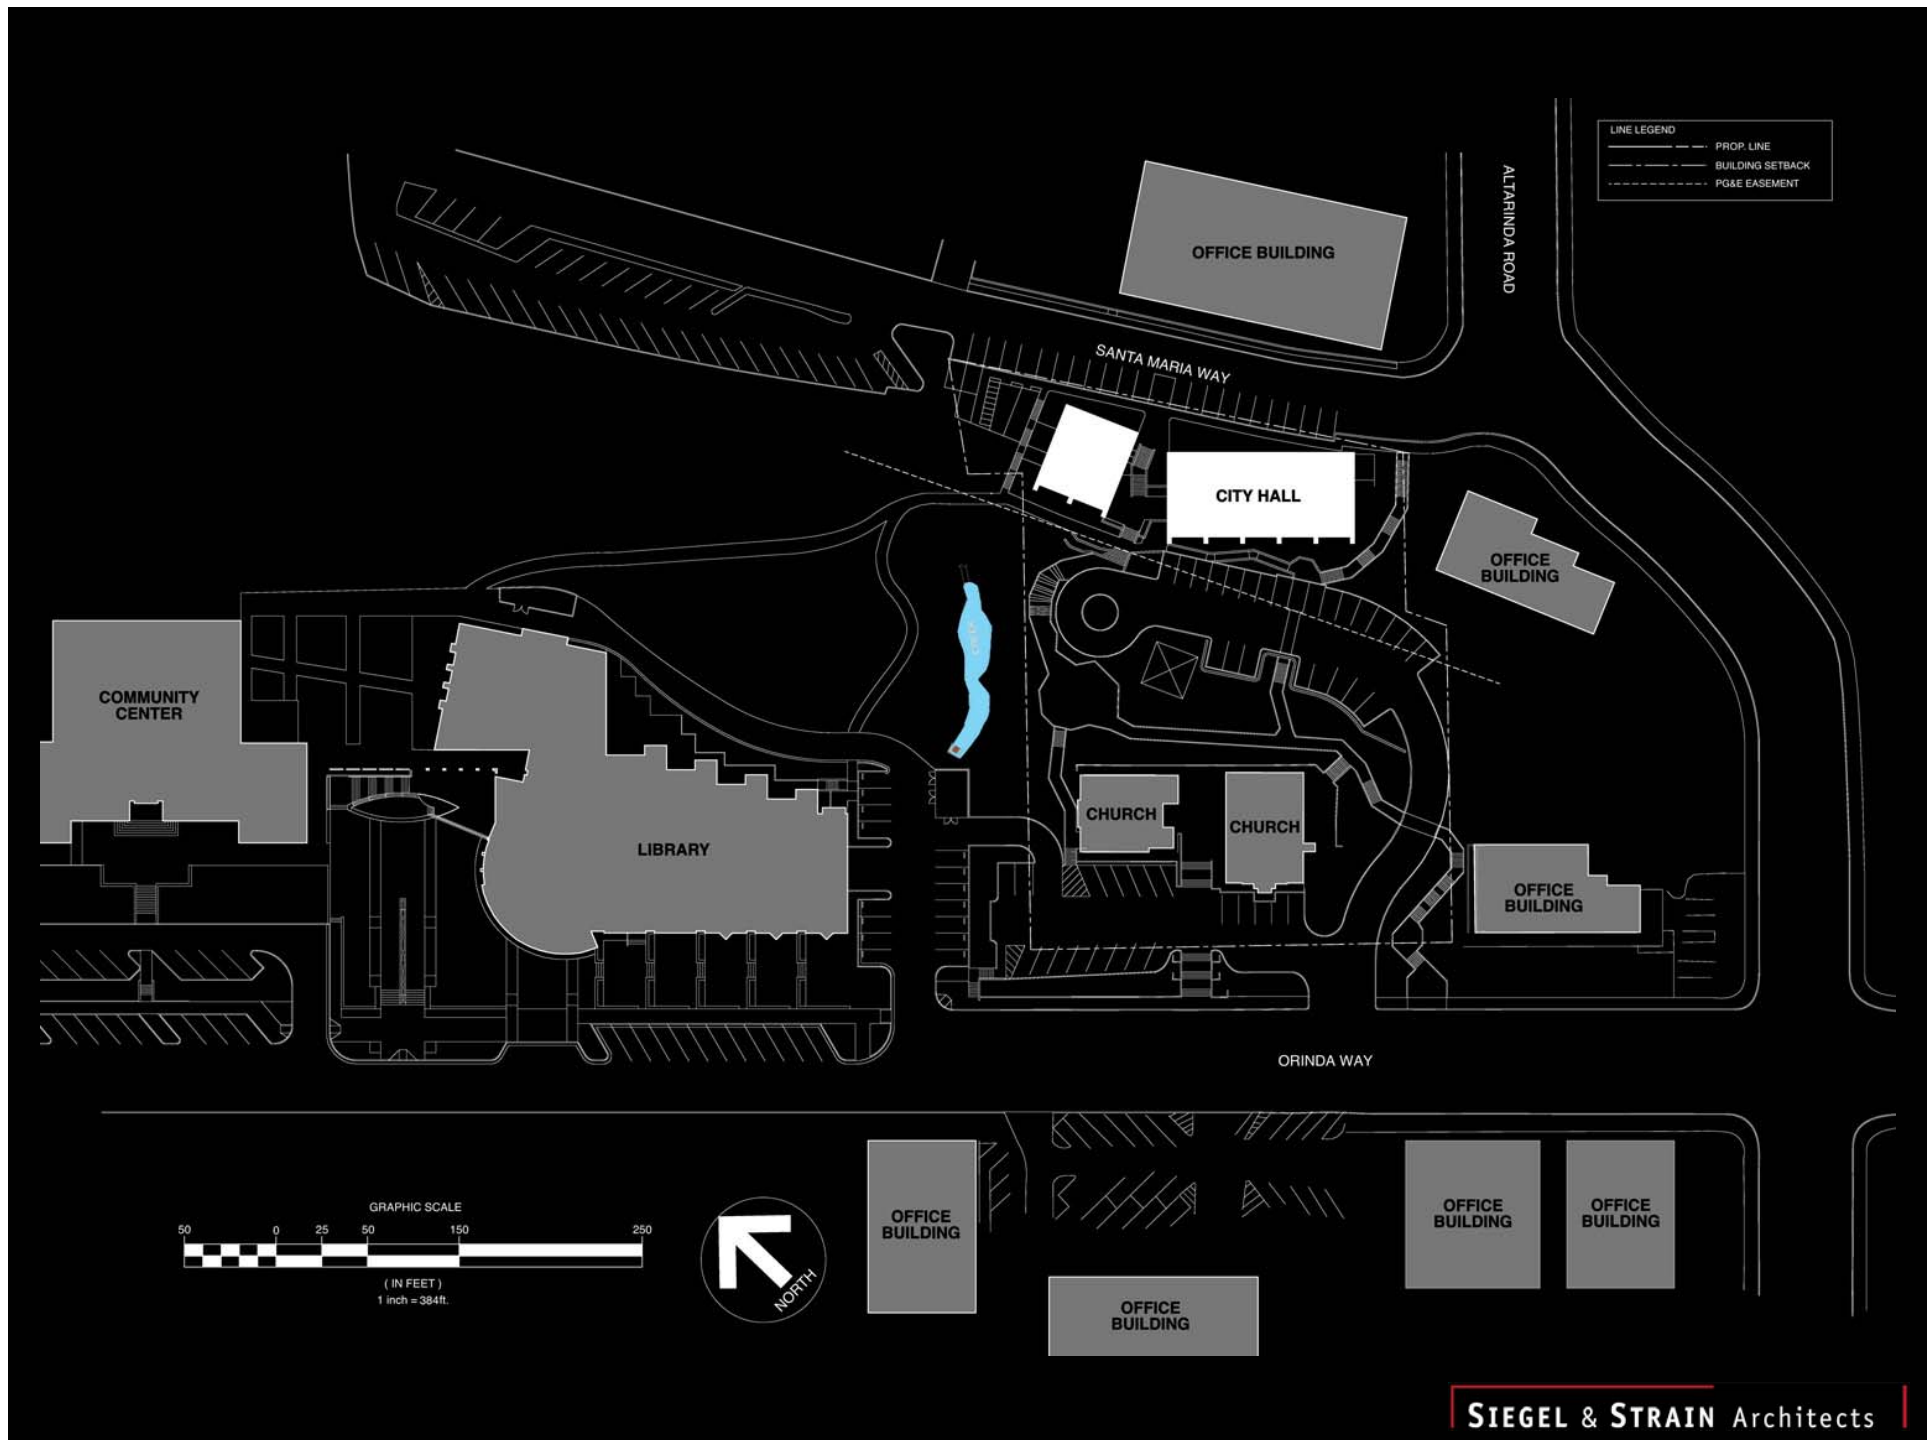 LINE LEGEND
PROP. LINE
BUILDING SETBACK
PG&E EASEMENT
ALTARINDA ROAD
OFFICE BUILDING
SANTA MARIA WAY
CITY HALL
OFFICE
BUILDING
COMMUNITY
CENTER
LIBRARY
CHURCH
CHURCH
OFFICE
BUILDING
ORINDA WAY
GRAPHIC SCALE
50 0 25 50 150 250
( IN FEET )
1 inch = 384ft.
NORTH
OFFICE
BUILDING
OFFICE
BUILDING
OFFICE
BUILDING
OFFICE
BUILDING
SIEGEL & STRAIN Architects